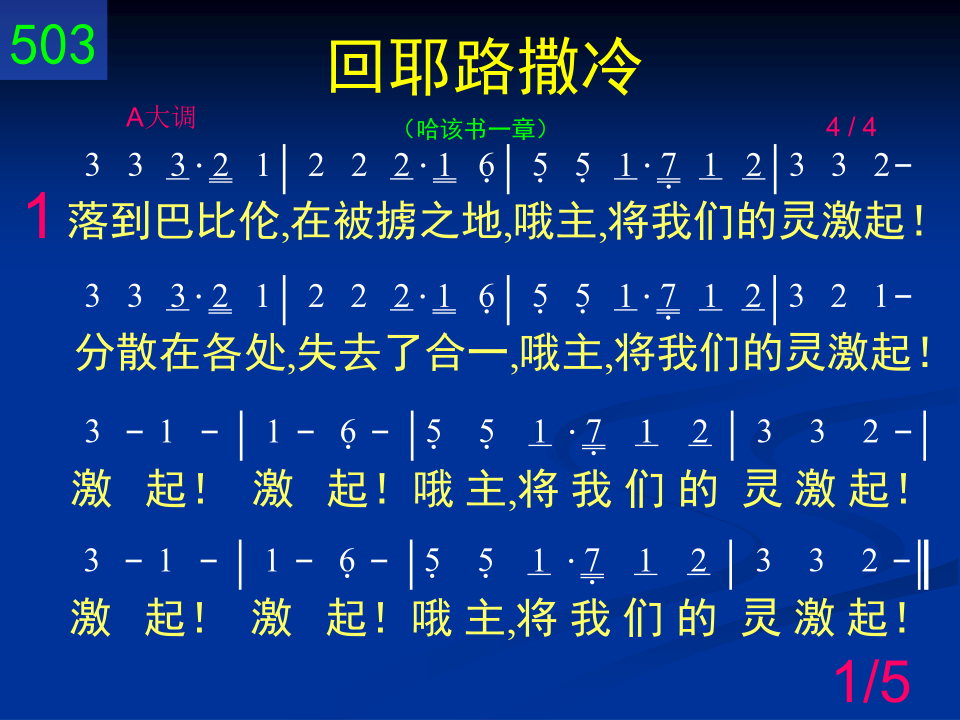 503
回耶路撒冷
A大调
（哈该书一章）
4 / 4
3 3 3·2 1│2 2 2·1 6̣│5̣ 5̣ 1·7̣ 1 2│3 3 2–
1
落到巴比伦,在被掳之地,哦主,将我们的灵激起！
3 3 3·2 1│2 2 2·1 6̣│5̣ 5̣ 1·7̣ 1 2│3 2 1–
分散在各处,失去了合一,哦主,将我们的灵激起！
3 – 1 –│1 – 6̣ –│5̣ 5̣ 1·7̣ 1 2│3 3 2 –│
激 起！ 激 起！哦 主,将 我 们 的 灵 激 起！
3 – 1 –│1 – 6̣ –│5̣ 5̣ 1·7̣ 1 2│3 3 2 –‖
激 起！ 激 起！哦 主,将 我 们 的 灵 激 起！
1/5